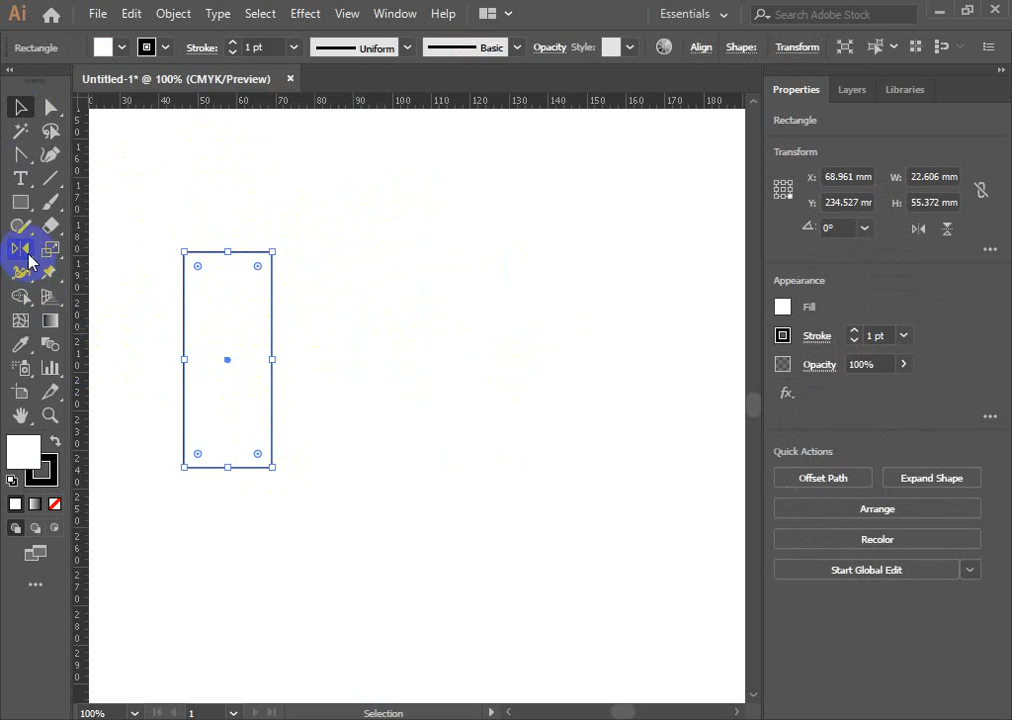 Ai File Edit Object Type Select Effect View Window Help Essentials Search Adobe Stock
Rectangle Stroke: 1 pt Uniform Basic Opacity Style: Align Shape: Transform
Untitled-1* @ 100% (CMYK/Preview)
30 40 50 60 70 80 90 100 110 120 130 140 150 160 170 180
Properties Layers Libraries
Rectangle
Transform
X: 68.961 mm W: 22.606 mm
Y: 234.527 mr H: 55.372 mm
0°
Appearance
Fill
Stroke 1 pt
Opacity 100%
fx.
Quick Actions
Offset Path Expand Shape
Arrange
Recolor
Start Global Edit
100% 1 Selection